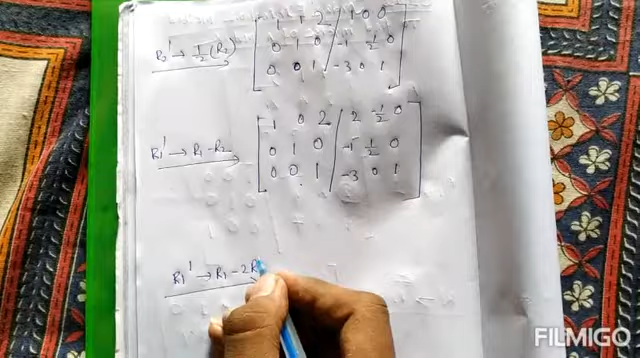 1 1 2 / 1 0 0
R₂' → 1/2 (R₂) 0 1 0 / -1 1/2 0
0 0 1 / -3 0 1
1 0 2 / 2 -1/2 0
R₁' → R₁ - R₂ 0 1 0 / -1 1/2 0
0 0 1 / -3 0 1
R₁' → R₁ - 2R
FILMIGO